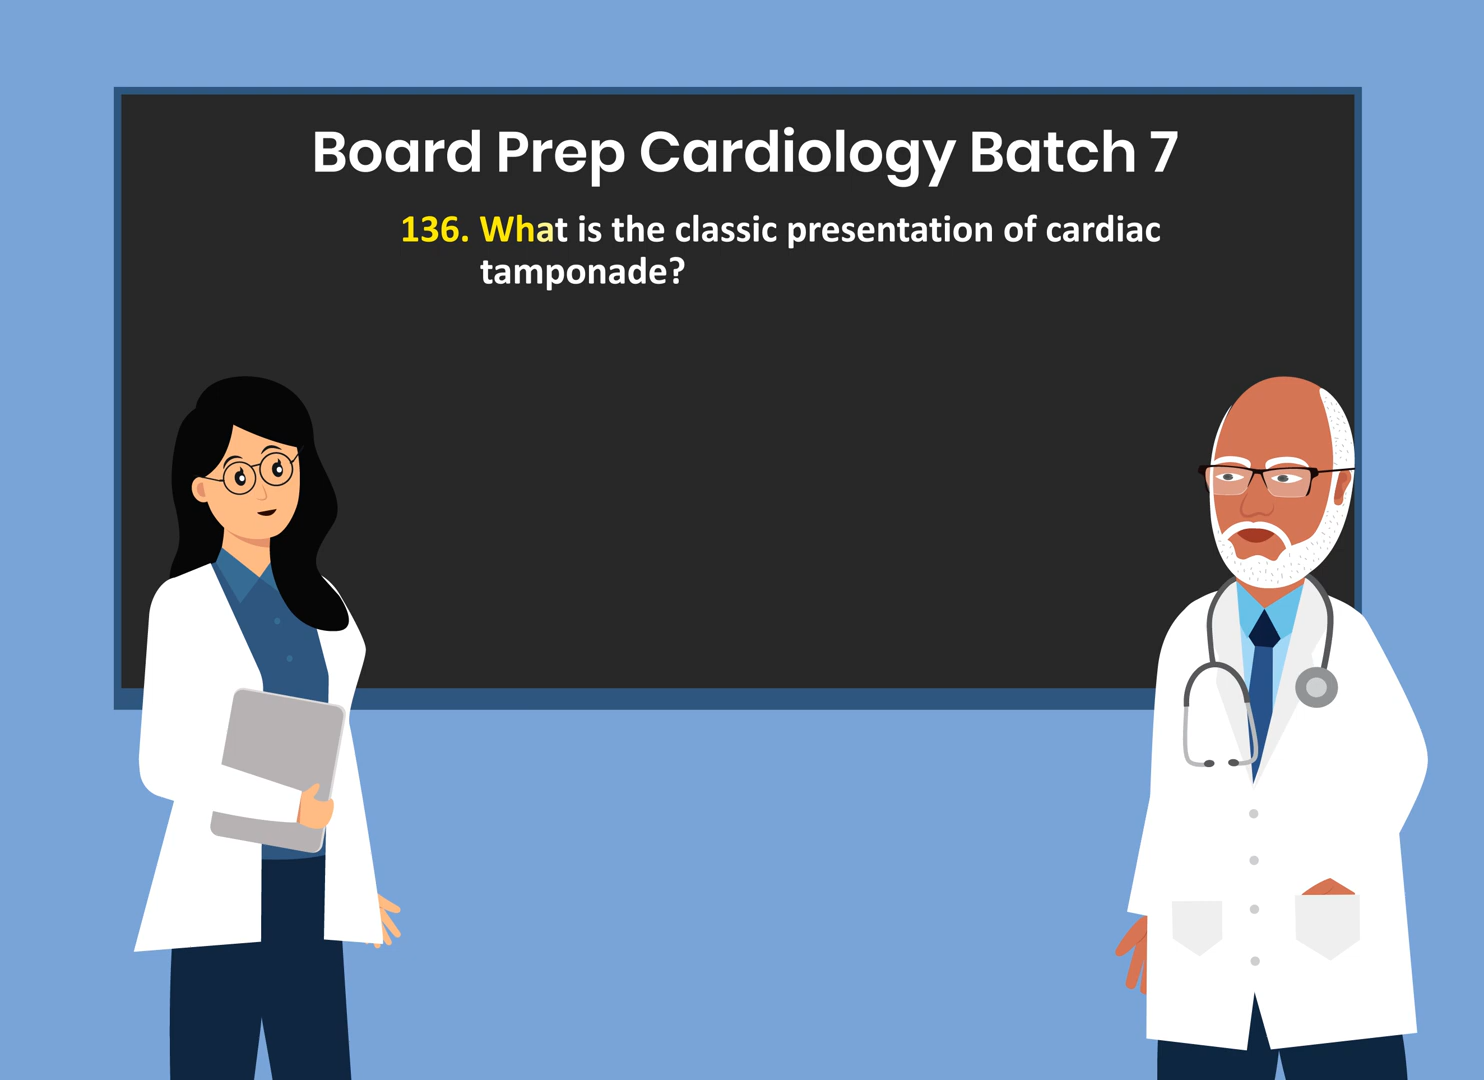 Board Prep Cardiology Batch 7
136. What is the classic presentation of cardiac
tamponade?